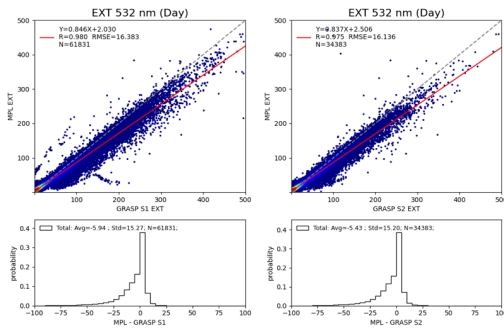 EXT 532 nm (Day)
EXT 532 nm (Day)
Y=0.846X+2.030
R=0.980 RMSE=16.383
N=61831
Y=0.837X+2.506
R=0.975 RMSE=16.136
N=34383
500
400
300
200
100
MPL EXT
100 200 300 400 500
GRASP S1 EXT
500
400
300
200
100
MPL EXT
100 200 300 400 500
GRASP S2 EXT
Total: Avg=-5.94 ; Std=15.27; N=61831;
0.4
0.3
0.2
0.1
0.0
probability
−100 −75 −50 −25 0 25 50 75 100
MPL - GRASP S1
Total: Avg=-5.43 ; Std=15.20; N=34383;
0.4
0.3
0.2
0.1
0.0
probability
−100 −75 −50 −25 0 25 50 75 100
MPL - GRASP S2